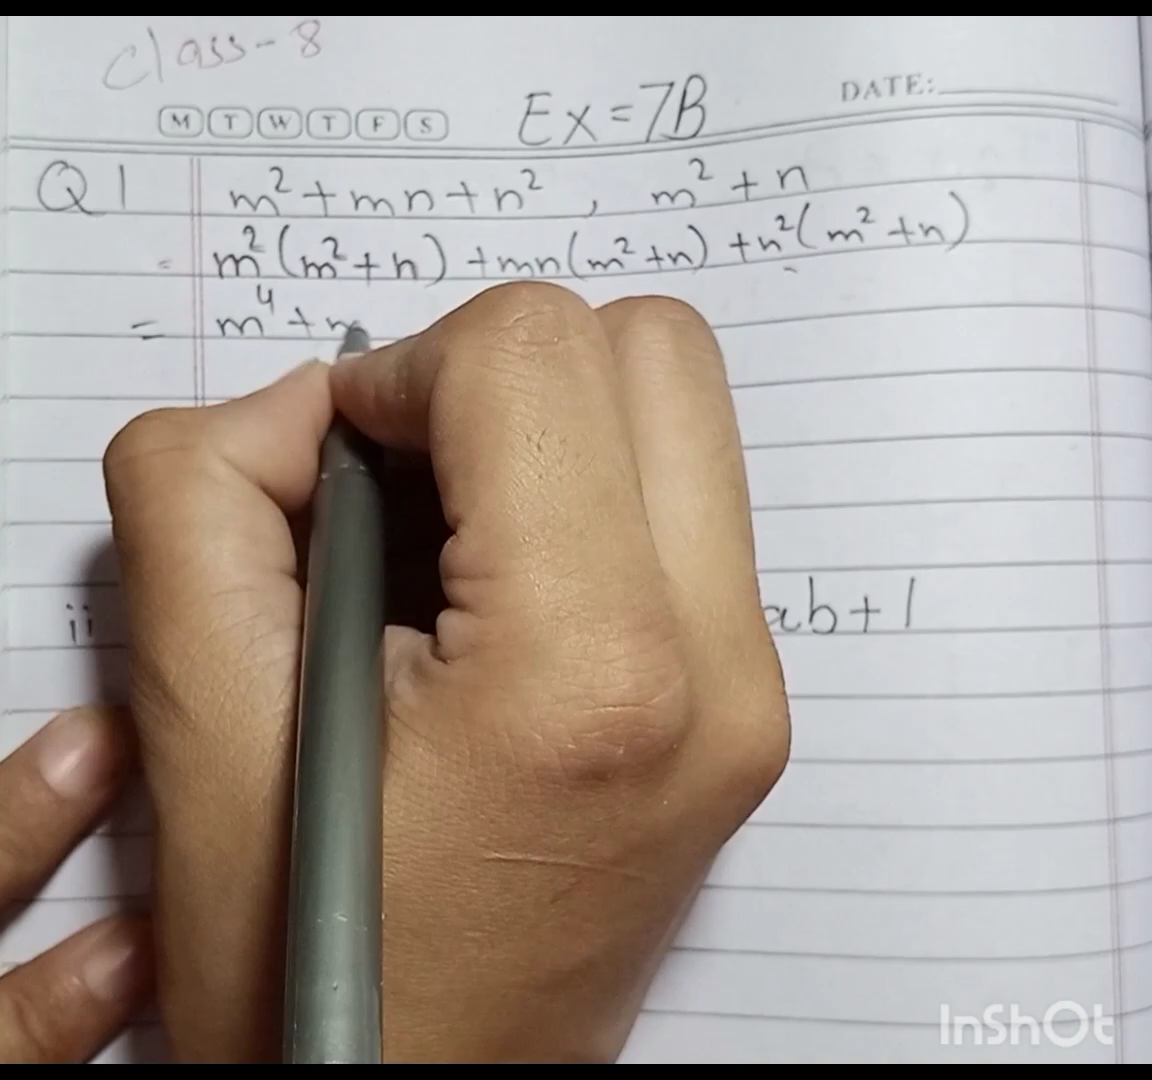 Class-8
M T W T F S Ex=7B DATE:
Q1 m²+mn+n², m²+n
= m²(m²+n)+mn(m²+n)+n²(m²+n)
= m⁴+
ii ab+1
InShOt